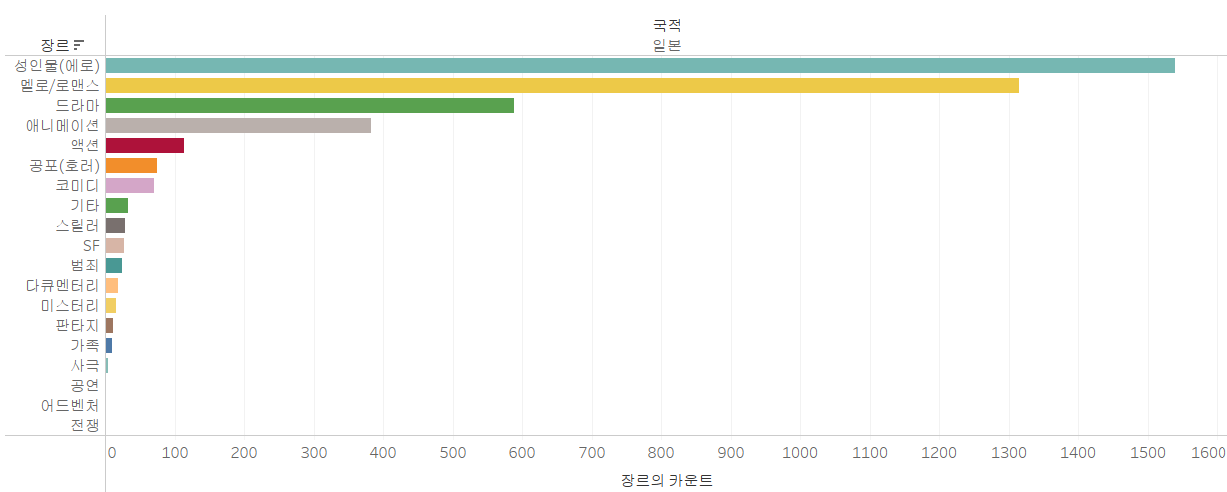 국적
장르
일본
성인물(에로)
멜로/로맨스
드라마
애니메이션
액션
공포(호러)
코미디
기타
스릴러
SF
범죄
다큐멘터리
미스터리
판타지
가족
사극
공연
어드벤처
전쟁
0 100 200 300 400 500 600 700 800 900 1000 1100 1200 1300 1400 1500 1600
장르의 카운트